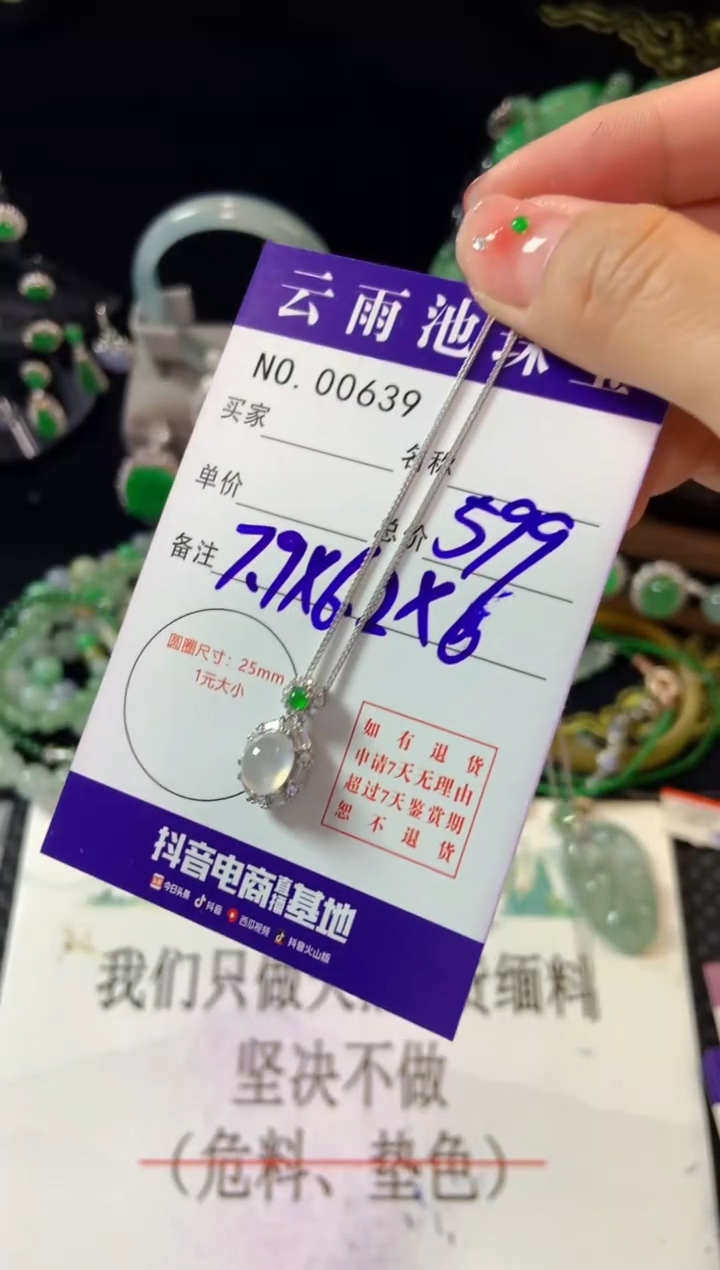 云雨池珠宝
NO. 00639
买家 名称
单价 总价 599
备注 7.9X6.2X6
圆圈尺寸：25mm
1元大小
如有退货
申请7天无理由
超过7天鉴赏期
恕不退货
抖音电商直播基地
今日头条 抖音 西瓜视频 抖音火山版
我们只做 缅料
坚决不做
（危料、垫色）